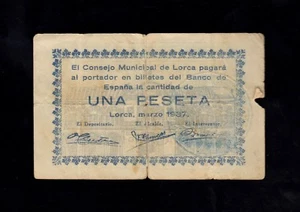 El Consejo Municipal de Lorca pagará
al portador en billetes del Banco de
España la cantidad de
UNA PESETA
Lorca, marzo 1937.
El Depositario, El Alcalde, El Interventor,